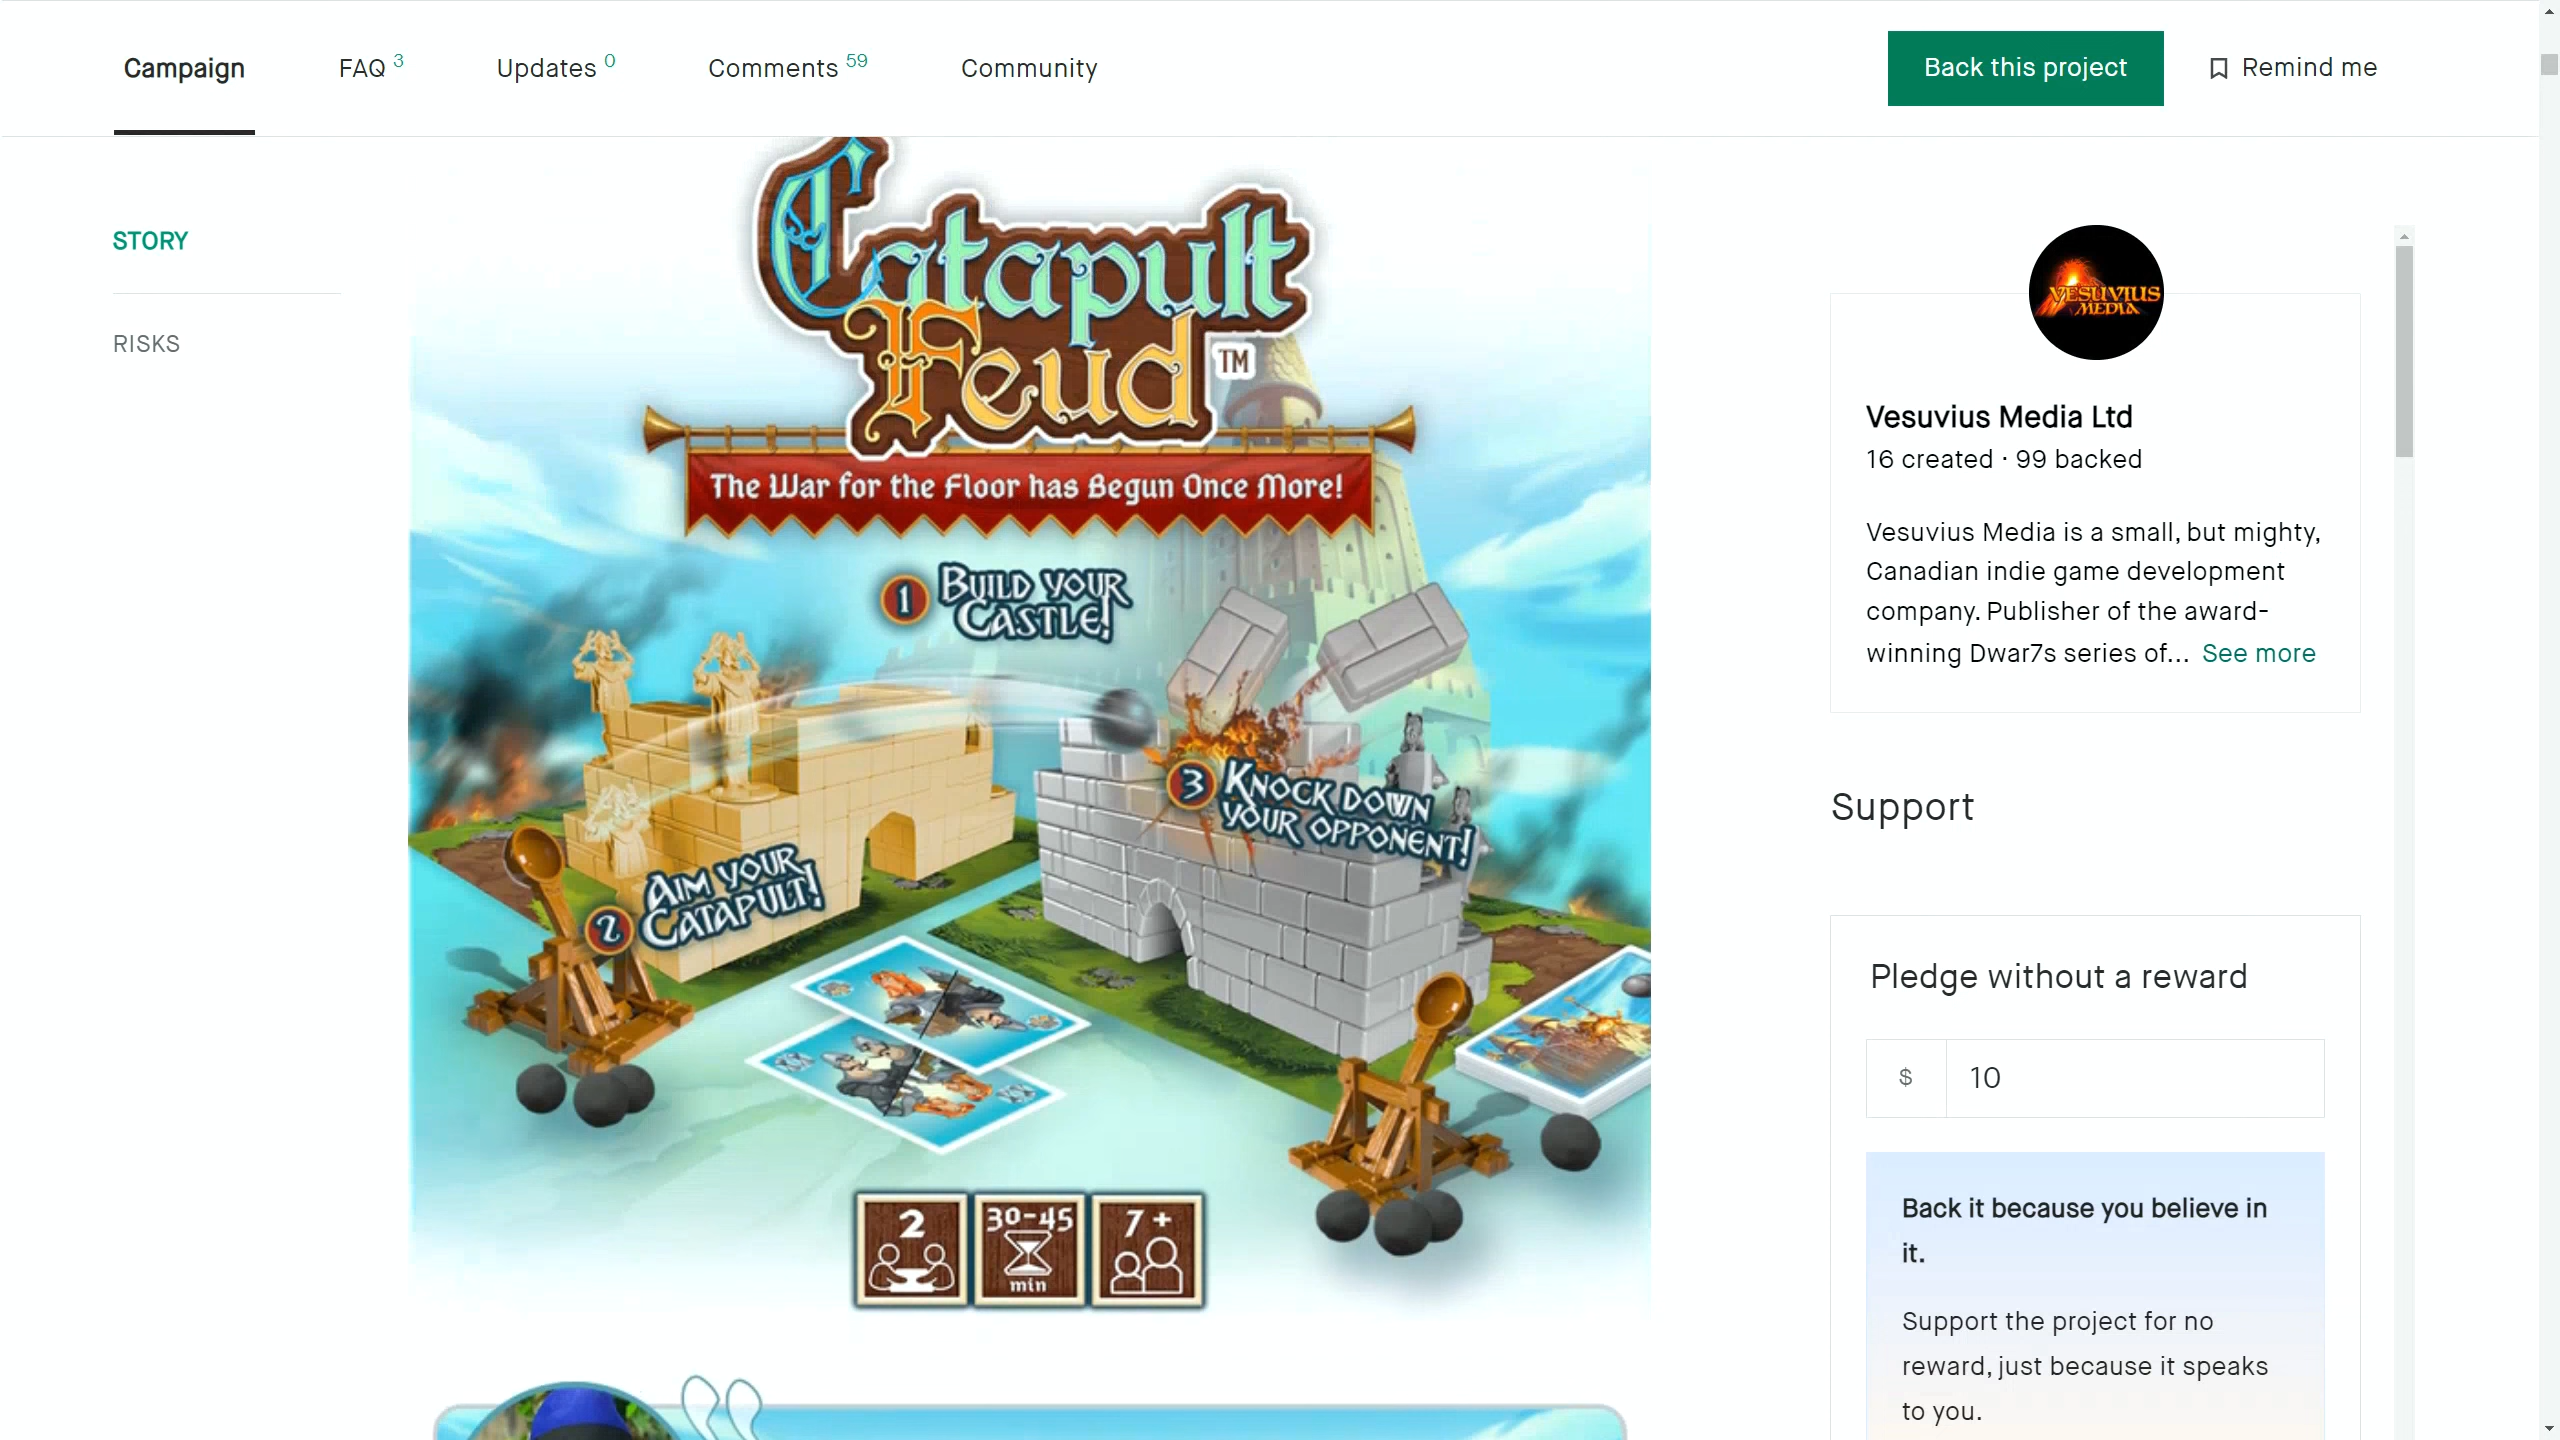 Campaign
FAQ 3
Updates 0
Comments 59
Community
Back this project
Remind me
STORY
RISKS
Catapult
Feud TM
The War for the Floor has Begun Once More!
1 Build your
Castle!
3 Knock down
your opponent!
2 Aim your
Catapult!
2
30-45
min
7+
VESUVIUS
MEDIA
Vesuvius Media Ltd
16 created · 99 backed
Vesuvius Media is a small, but mighty,
Canadian indie game development
company. Publisher of the award-
winning Dwar7s series of... See more
Support
Pledge without a reward
$ 10
Back it because you believe in
it.
Support the project for no
reward, just because it speaks
to you.